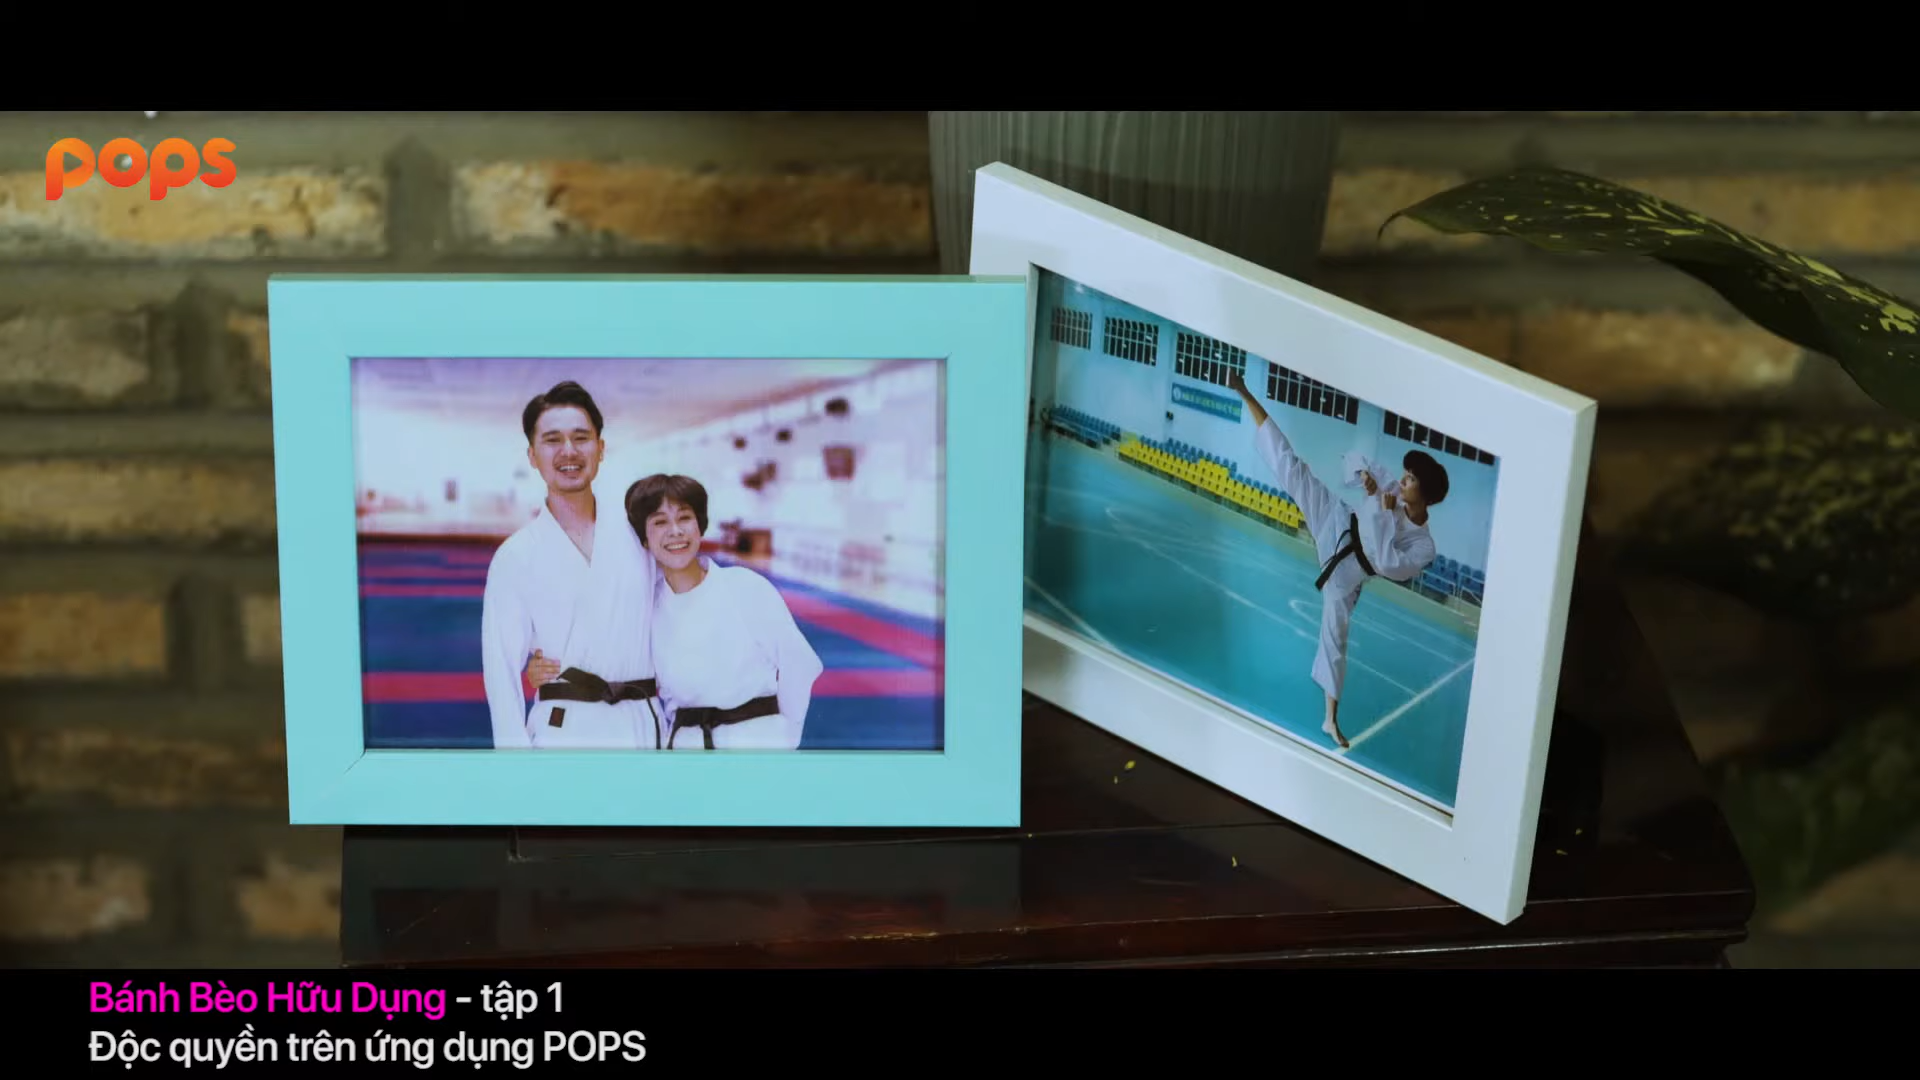 pops
Bánh Bèo Hữu Dụng - tập 1
Độc quyền trên ứng dụng POPS